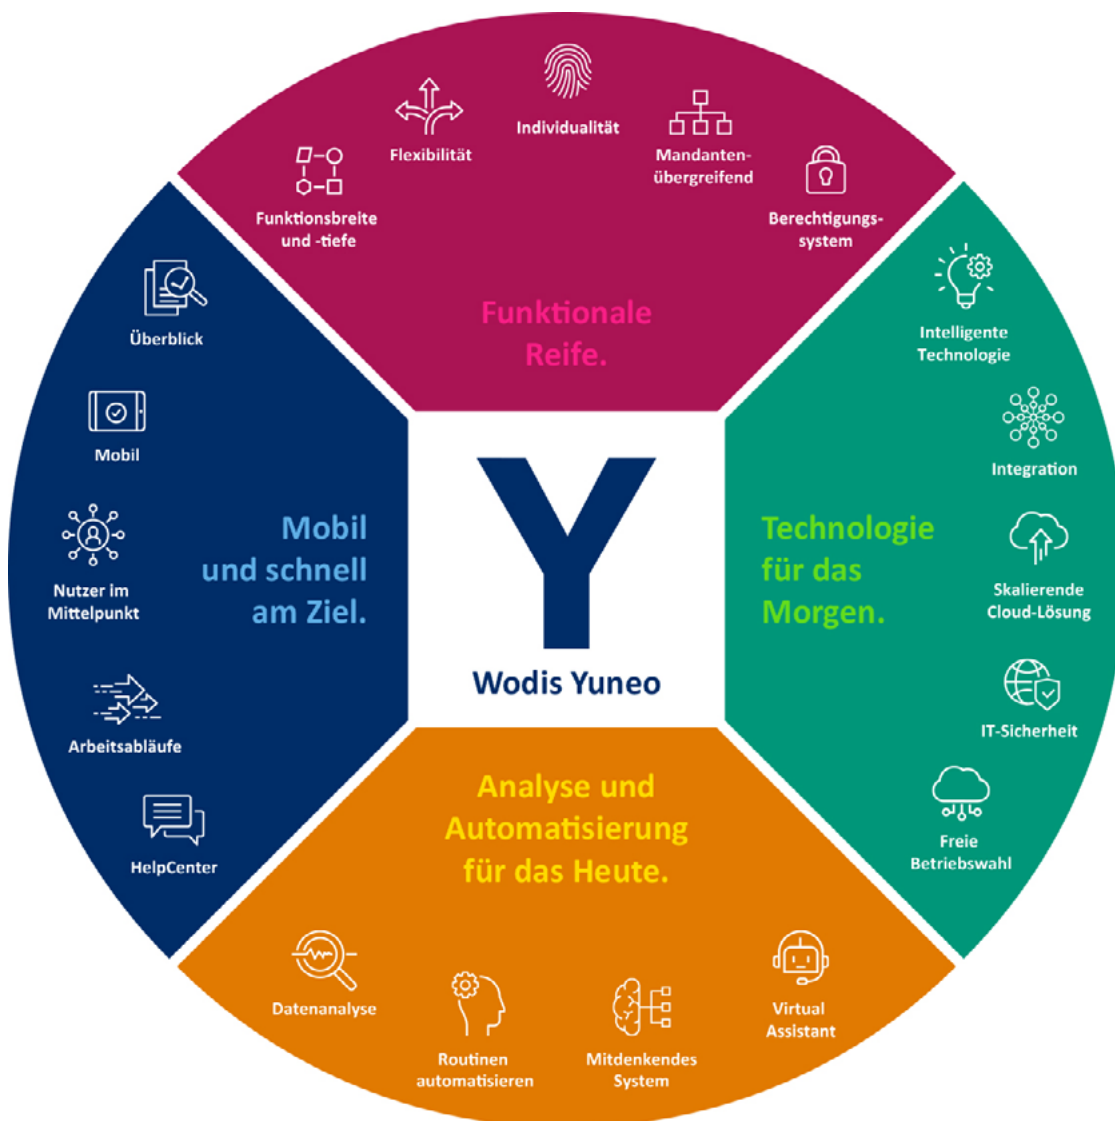 Individualität
Flexibilität
Mandanten-
übergreifend
Funktionsbreite
und -tiefe
Berechtigungs-
system
Funktionale
Reife.
Überblick
Mobil
Nutzer im
Mittelpunkt
Arbeitsabläufe
HelpCenter
Mobil
und schnell
am Ziel.
Y
Wodis Yuneo
Technologie
für das
Morgen.
Intelligente
Technologie
Integration
Skalierende
Cloud-Lösung
IT-Sicherheit
Freie
Betriebswahl
Analyse und
Automatisierung
für das Heute.
Datenanalyse
Routinen
automatisieren
Mitdenkendes
System
Virtual
Assistant